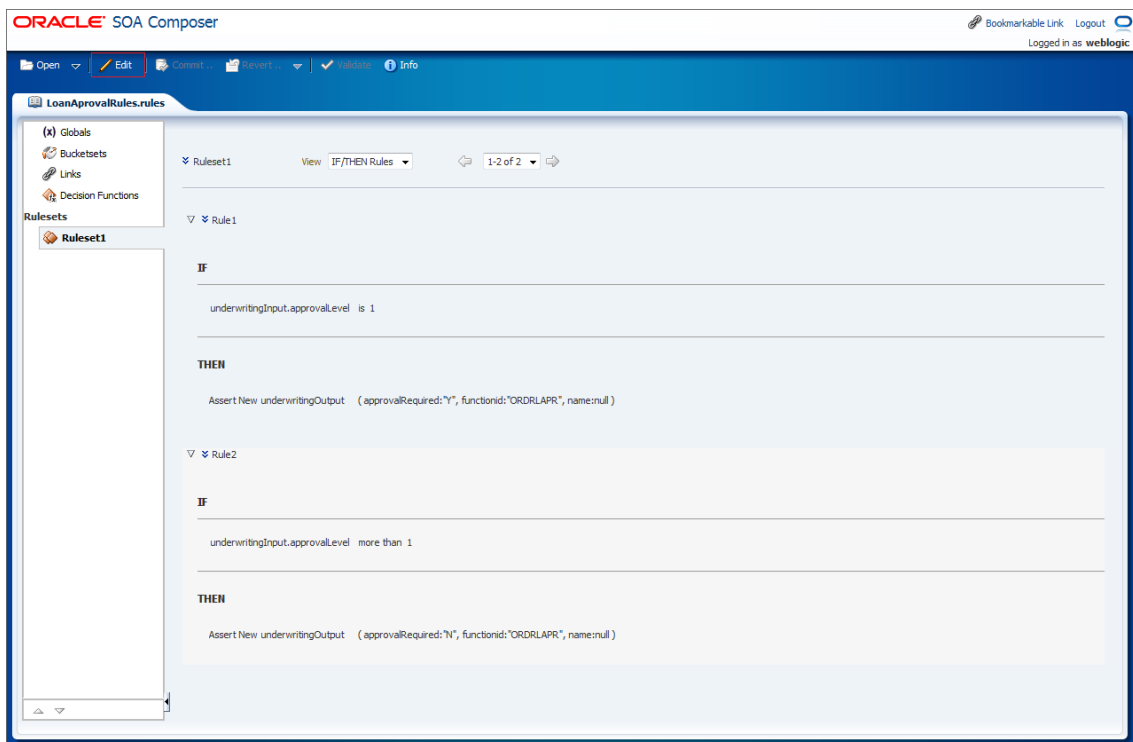 ORACLE SOA Composer
Bookmarkable Link Logout
Logged in as weblogic
Open Edit Commit .. Revert .. Validate Info
LoanAprovalRules.rules
(x) Globals
Bucketsets
Links
Decision Functions
Rulesets
Ruleset1
Ruleset1 View IF/THEN Rules 1-2 of 2
Rule1
IF
underwritingInput.approvalLevel is 1
THEN
Assert New underwritingOutput ( approvalRequired:"Y", functionid:"ORDRLAPR", name:null )
Rule2
IF
underwritingInput.approvalLevel more than 1
THEN
Assert New underwritingOutput ( approvalRequired:"N", functionid:"ORDRLAPR", name:null )